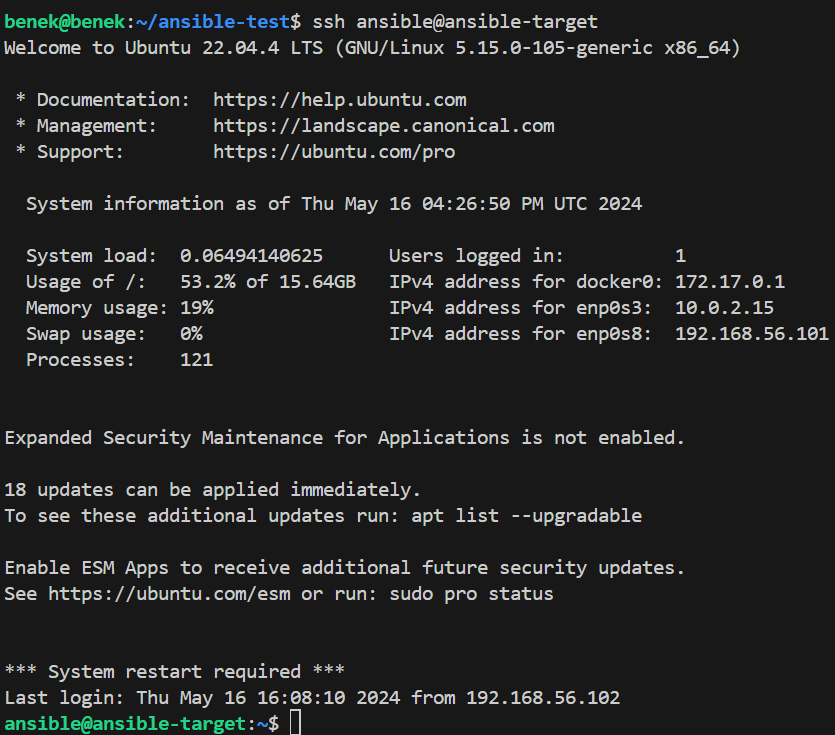 benek@benek:~/ansible-test$ ssh ansible@ansible-target
Welcome to Ubuntu 22.04.4 LTS (GNU/Linux 5.15.0-105-generic x86_64)

 * Documentation:  https://help.ubuntu.com
 * Management:     https://landscape.canonical.com
 * Support:        https://ubuntu.com/pro

  System information as of Thu May 16 04:26:50 PM UTC 2024

  System load:  0.06494140625      Users logged in:          1
  Usage of /:   53.2% of 15.64GB   IPv4 address for docker0: 172.17.0.1
  Memory usage: 19%                IPv4 address for enp0s3:  10.0.2.15
  Swap usage:   0%                 IPv4 address for enp0s8:  192.168.56.101
  Processes:    121

Expanded Security Maintenance for Applications is not enabled.

18 updates can be applied immediately.
To see these additional updates run: apt list --upgradable

Enable ESM Apps to receive additional future security updates.
See https://ubuntu.com/esm or run: sudo pro status

*** System restart required ***
Last login: Thu May 16 16:08:10 2024 from 192.168.56.102
ansible@ansible-target:~$